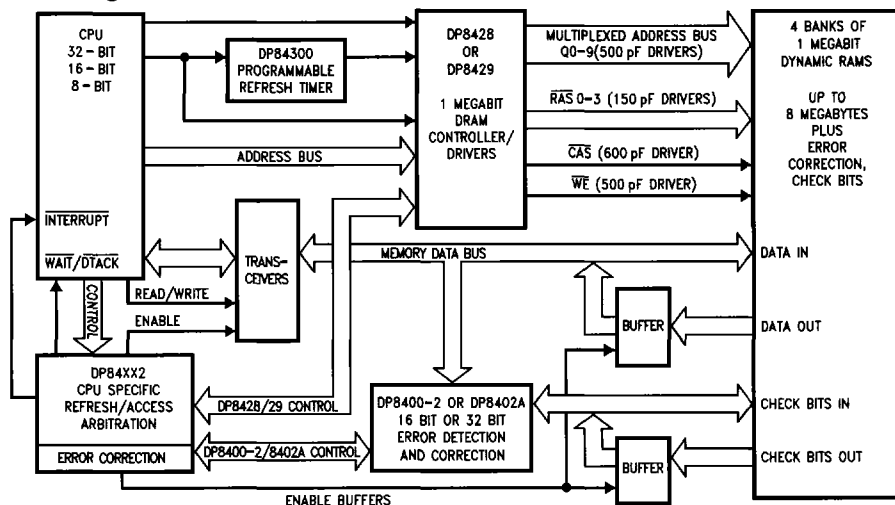 CPU
32-BIT
16-BIT
8-BIT
INTERRUPT
WAIT/DTACK
DP84300
PROGRAMMABLE
REFRESH TIMER
DP8428
OR
DP8429
1 MEGABIT
DRAM
CONTROLLER/
DRIVERS
MULTIPLEXED ADDRESS BUS
Q0-9(500 pF DRIVERS)
RAS 0-3 (150 pF DRIVERS)
CAS (600 pF DRIVER)
WE (500 pF DRIVER)
4 BANKS OF
1 MEGABIT
DYNAMIC RAMS
UP TO
8 MEGABYTES
PLUS
ERROR
CORRECTION,
CHECK BITS
DATA IN
DATA OUT
CHECK BITS IN
CHECK BITS OUT
ADDRESS BUS
TRANS-
CEIVERS
MEMORY DATA BUS
READ/WRITE
CONTROL
ENABLE
BUFFER
DP84XX2
CPU SPECIFIC
REFRESH/ACCESS
ARBITRATION
ERROR CORRECTION
DP8428/29 CONTROL
DP8400-2/8402A CONTROL
DP8400-2 OR DP8402A
16 BIT OR 32 BIT
ERROR DETECTION
AND CORRECTION
BUFFER
ENABLE BUFFERS